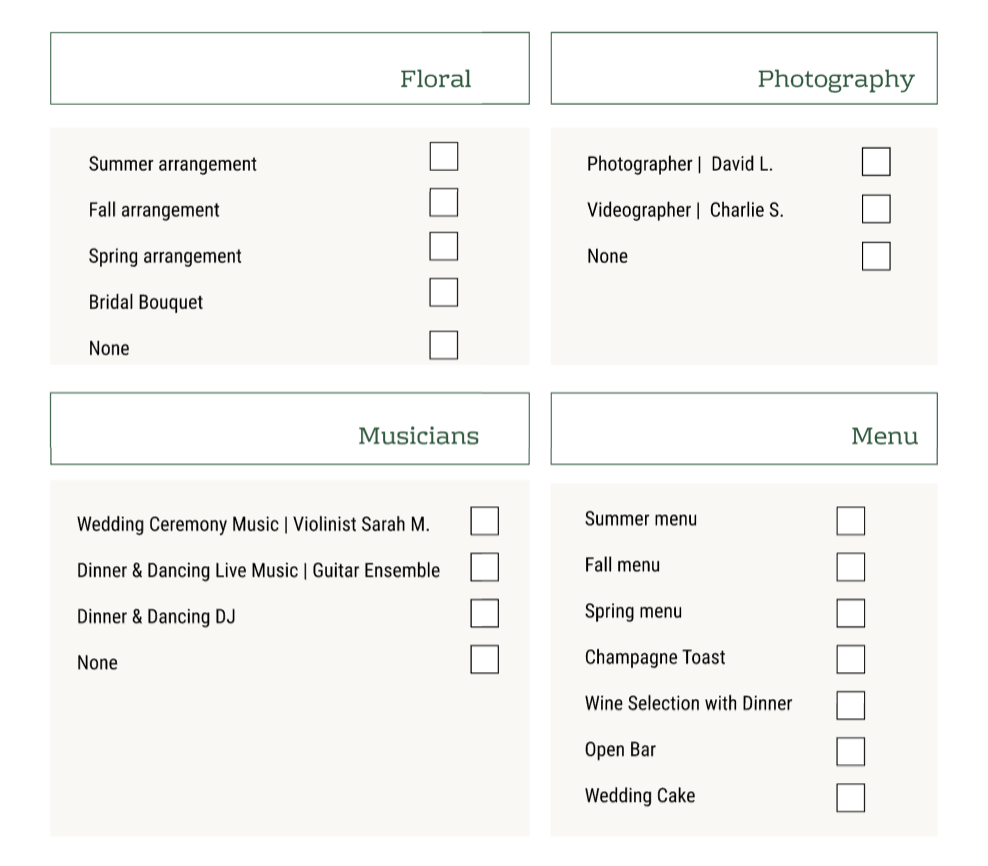 Floral
Summer arrangement
Fall arrangement
Spring arrangement
Bridal Bouquet
None
Photography
Photographer | David L.
Videographer | Charlie S.
None
Musicians
Wedding Ceremony Music | Violinist Sarah M.
Dinner & Dancing Live Music | Guitar Ensemble
Dinner & Dancing DJ
None
Menu
Summer menu
Fall menu
Spring menu
Champagne Toast
Wine Selection with Dinner
Open Bar
Wedding Cake